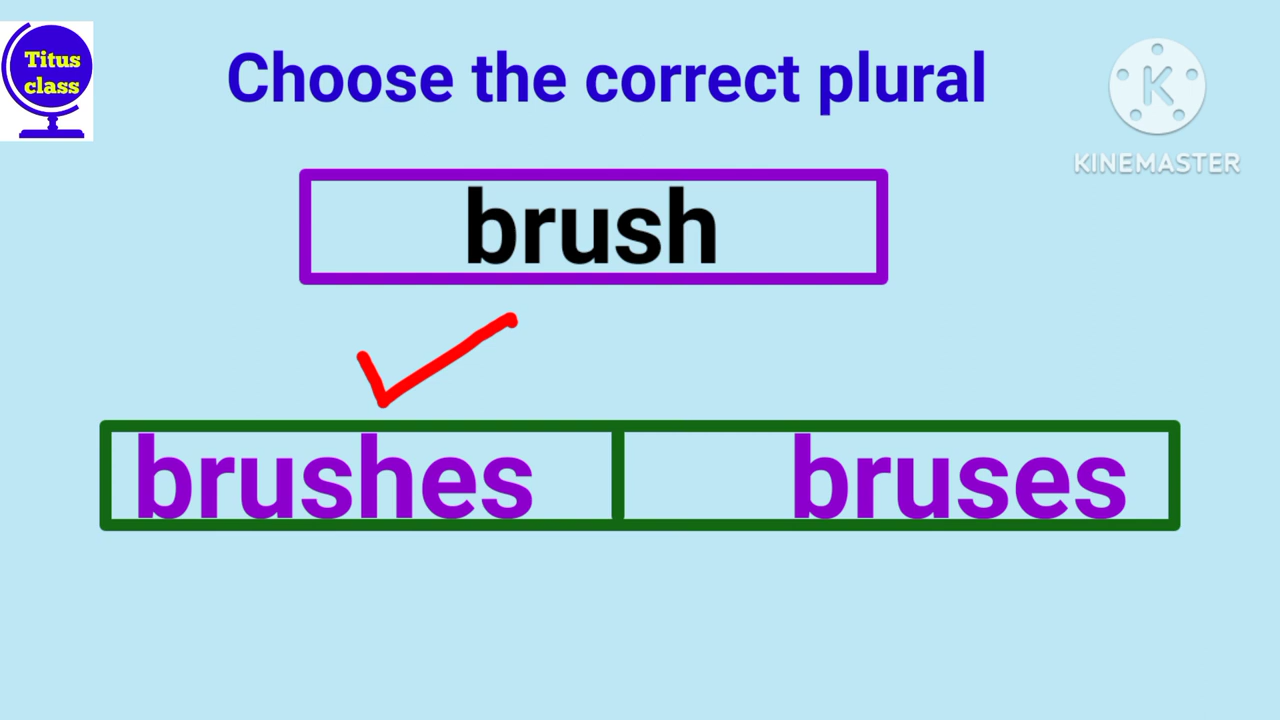 Titus
class
Choose the correct plural
K
KINEMASTER
brush
brushes bruses